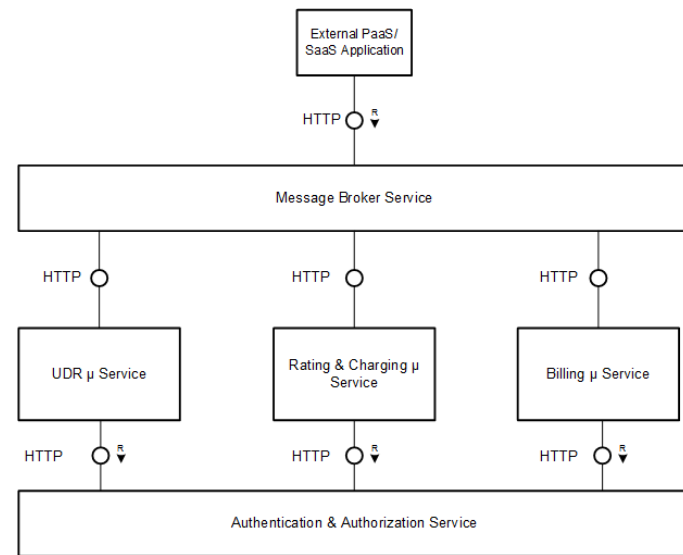 External PaaS/
SaaS Application
HTTP
R
Message Broker Service
HTTP
HTTP
HTTP
UDR µ Service
Rating & Charging µ
Service
Billing µ Service
HTTP
R
HTTP
R
HTTP
R
Authentication & Authorization Service